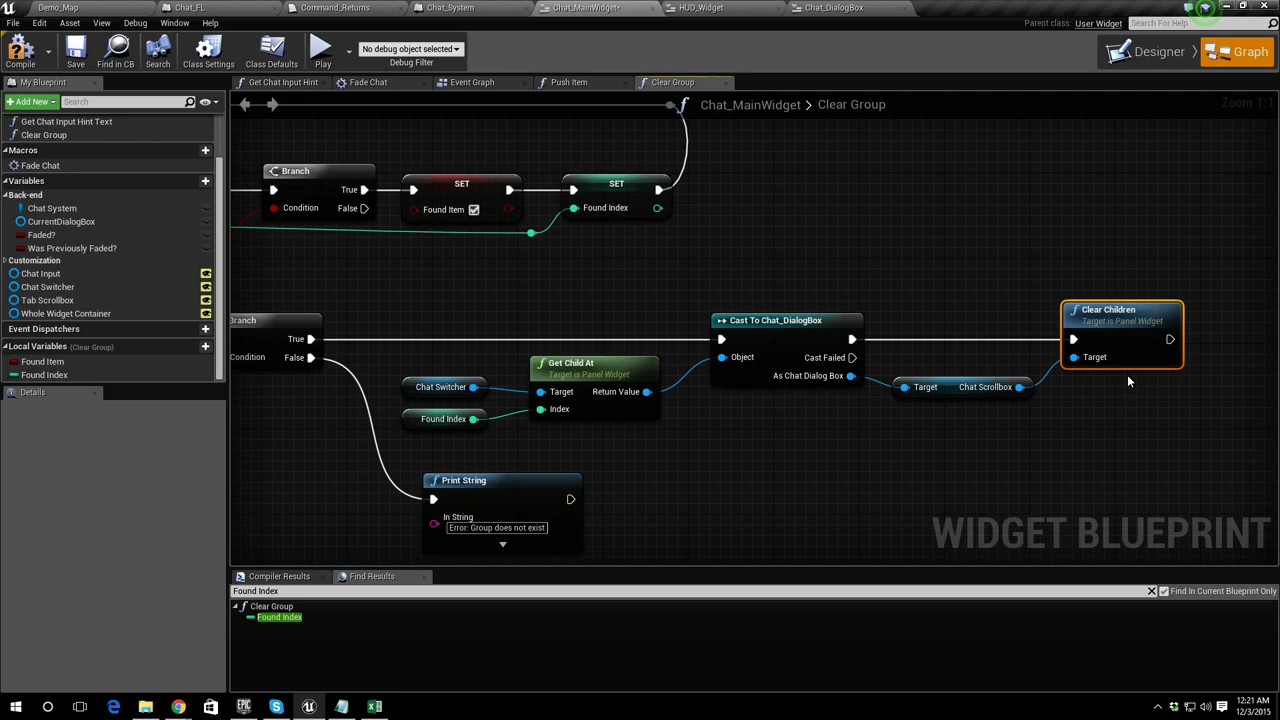 Demo_Map
Chat_FL
Command_Returns
Chat_System
Chat_MainWidget*
HUD_Widget
Chat_DialogBox
File
Edit
Asset
View
Debug
Window
Help
Parent class: User Widget
Search For Help
Compile
Save
Find in CB
Search
Class Settings
Class Defaults
Play
No debug object selected
Debug Filter
Designer
Graph
My Blueprint
Get Chat Input Hint
Fade Chat
Event Graph
Push Item
Clear Group
Add New
Search
Chat_MainWidget > Clear Group
Zoom 1:1
Get Chat Input Hint Text
Clear Group
Macros
Fade Chat
Variables
Back-end
Chat System
CurrentDialogBox
Faded?
Was Previously Faded?
Customization
Chat Input
Chat Switcher
Tab Scrollbox
Whole Widget Container
Event Dispatchers
Local Variables (Clear Group)
Found Item
Found Index
Details
Branch
True
Condition
False
SET
Found Item
SET
Found Index
Branch
True
Condition
False
Chat Switcher
Found Index
Get Child At
Target is Panel Widget
Target
Return Value
Index
Cast To Chat_DialogBox
Object
Cast Failed
As Chat Dialog Box
Target
Chat Scrollbox
Clear Children
Target is Panel Widget
Target
Print String
In String
Error: Group does not exist
WIDGET BLUEPRINT
Compiler Results
Find Results
Found Index
Find In Current Blueprint Only
Clear Group
Found Index
12:21 AM
12/3/2015